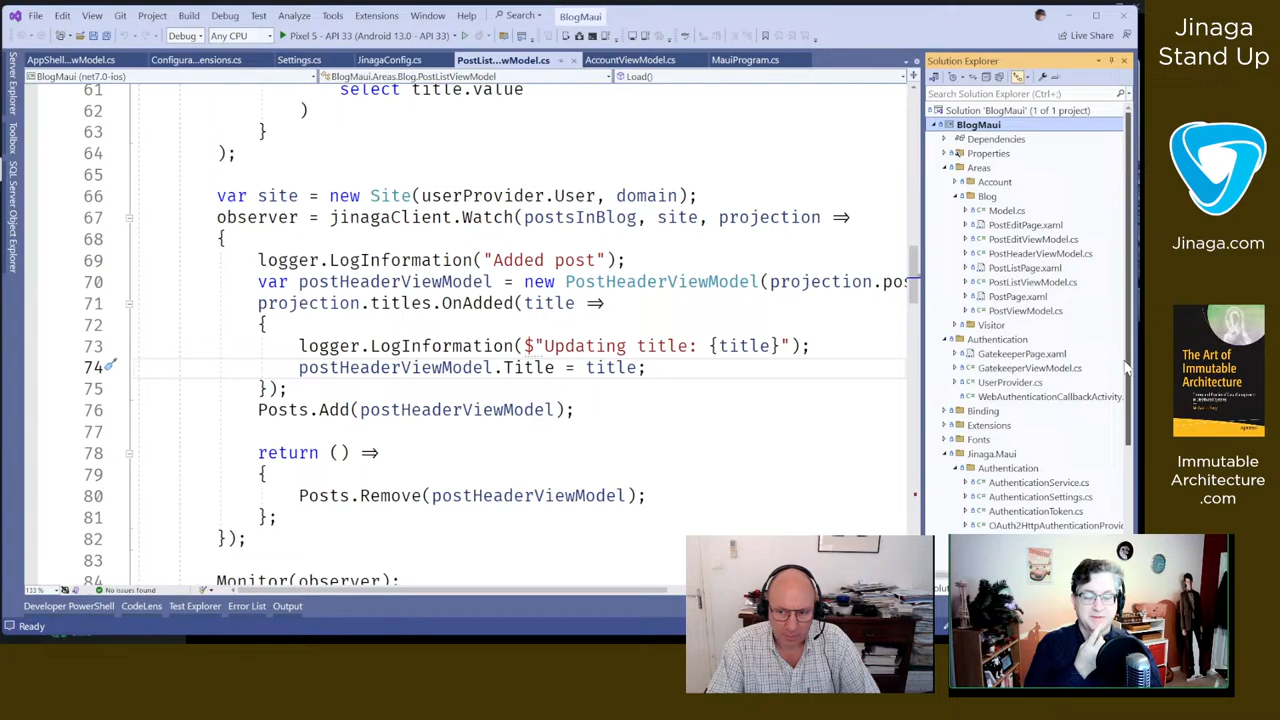 File Edit View Git Project Build Debug Test Analyze Tools Extensions Window Help Search BlogMaui
Debug Any CPU Pixel 5 - API 33 (Android 13.0 - API 33) Live Share
AppShell...wModel.cs Configura...ensions.cs Settings.cs JinagaConfig.cs PostList...wModel.cs AccountViewModel.cs MauiProgram.cs
BlogMaui (net7.0-ios) BlogMaui.Areas.Blog.PostListViewModel Load()
Server Explorer
Toolbox
SQL Server Object Explorer
61 select title.value
62 )
63 }
64 );
65
66 var site = new Site(userProvider.User, domain);
67 observer = jinagaClient.Watch(postsInBlog, site, projection =>
68 {
69 logger.LogInformation("Added post");
70 var postHeaderViewModel = new PostHeaderViewModel(projection.pos
71 projection.titles.OnAdded(title =>
72 {
73 logger.LogInformation($"Updating title: {title}");
74 postHeaderViewModel.Title = title;
75 });
76 Posts.Add(postHeaderViewModel);
77
78 return () =>
79 {
80 Posts.Remove(postHeaderViewModel);
81 };
82 });
83
84 Monitor(observer);
133 % No issues found
Developer PowerShell CodeLens Test Explorer Error List Output
Ready
Solution Explorer
Search Solution Explorer (Ctrl+;)
Solution 'BlogMaui' (1 of 1 project)
BlogMaui
Dependencies
Properties
Areas
Account
Blog
Model.cs
PostEditPage.xaml
PostEditViewModel.cs
PostHeaderViewModel.cs
PostListPage.xaml
PostListViewModel.cs
PostPage.xaml
PostViewModel.cs
Visitor
Authentication
GatekeeperPage.xaml
GatekeeperViewModel.cs
UserProvider.cs
WebAuthenticationCallbackActivity.
Binding
Extensions
Fonts
Jinaga.Maui
Authentication
AuthenticationService.cs
AuthenticationSettings.cs
AuthenticationToken.cs
OAuth2HttpAuthenticationProvi
Jinaga
Stand Up
Jinaga.com
The Art of
Immutable
Architecture
Immutable
Architecture
.com